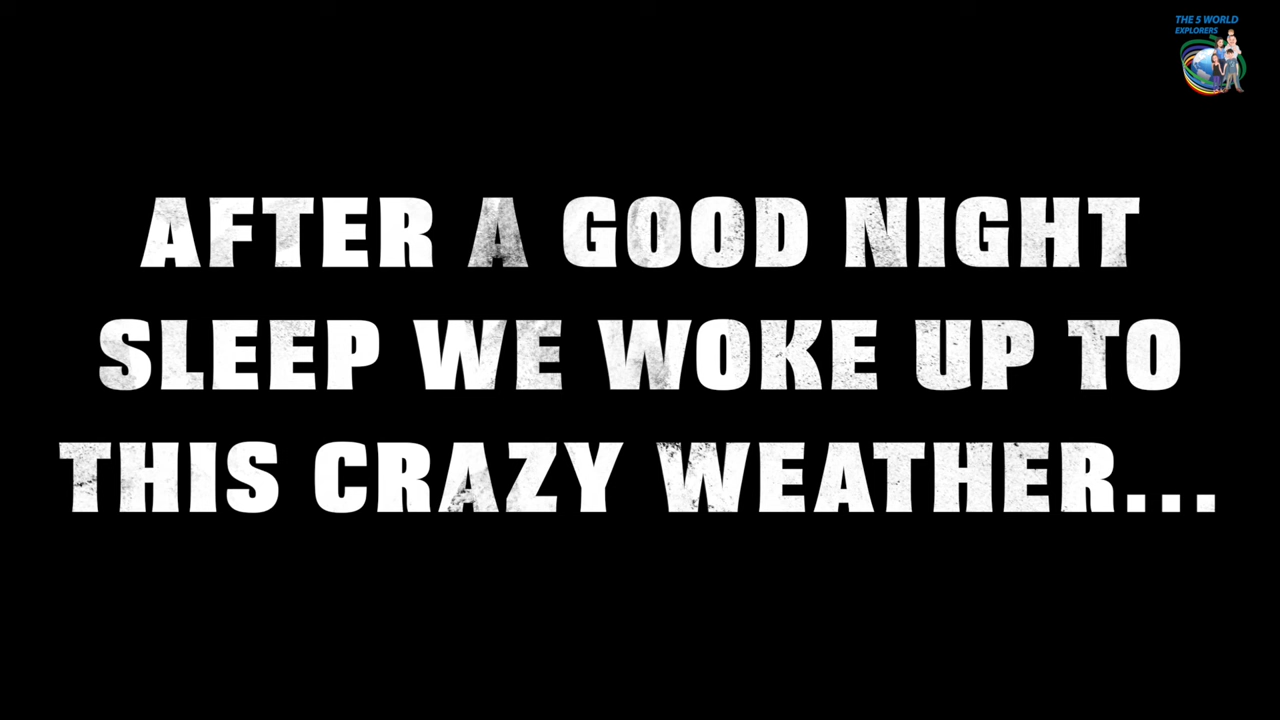 THE 5 WORLD
EXPLORERS
AFTER A GOOD NIGHT
SLEEP WE WOKE UP TO
THIS CRAZY WEATHER...